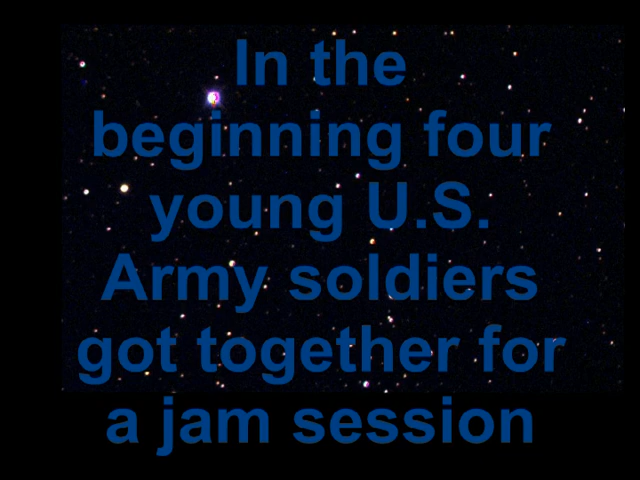 In the
beginning four
young U.S.
Army soldiers
got together for
a jam session